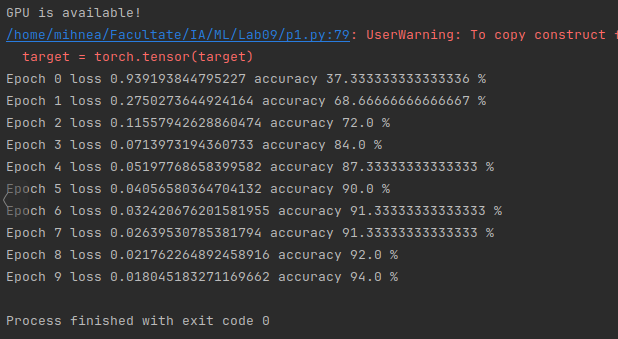 GPU is available!
/home/mihnea/Facultate/IA/ML/Lab09/p1.py:79: UserWarning: To copy construct f
target = torch.tensor(target)
Epoch 0 loss 0.939193844795227 accuracy 37.333333333333336 %
Epoch 1 loss 0.2750273644924164 accuracy 68.66666666666667 %
Epoch 2 loss 0.11557942628860474 accuracy 72.0 %
Epoch 3 loss 0.0713973194360733 accuracy 84.0 %
Epoch 4 loss 0.05197768658399582 accuracy 87.33333333333333 %
Epoch 5 loss 0.04056580364704132 accuracy 90.0 %
Epoch 6 loss 0.032420676201581955 accuracy 91.33333333333333 %
Epoch 7 loss 0.02639530785381794 accuracy 91.33333333333333 %
Epoch 8 loss 0.021762264892458916 accuracy 92.0 %
Epoch 9 loss 0.018045183271169662 accuracy 94.0 %
Process finished with exit code 0